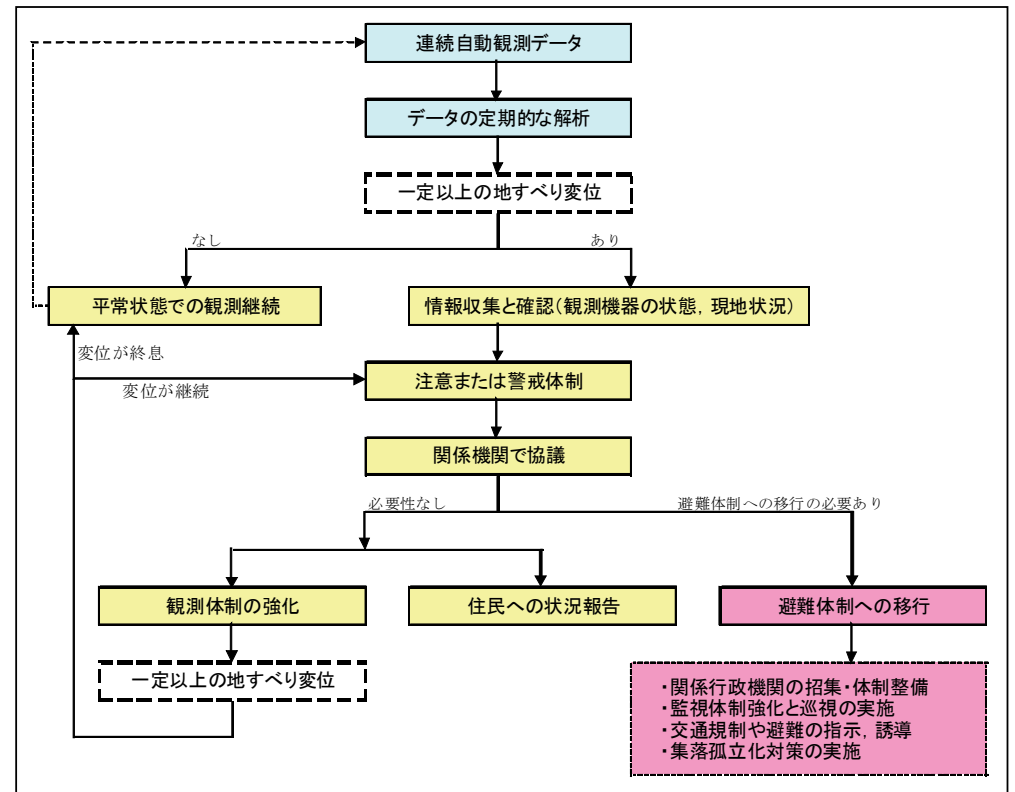 連続自動観測データ
データの定期的な解析
一定以上の地すべり変位
なし
あり
平常状態での観測継続
情報収集と確認(観測機器の状態，現地状況)
変位が終息
変位が継続
注意または警戒体制
関係機関で協議
必要性なし
避難体制への移行の必要あり
観測体制の強化
住民への状況報告
避難体制への移行
一定以上の地すべり変位
・関係行政機関の招集・体制整備
・監視体制強化と巡視の実施
・交通規制や避難の指示，誘導
・集落孤立化対策の実施